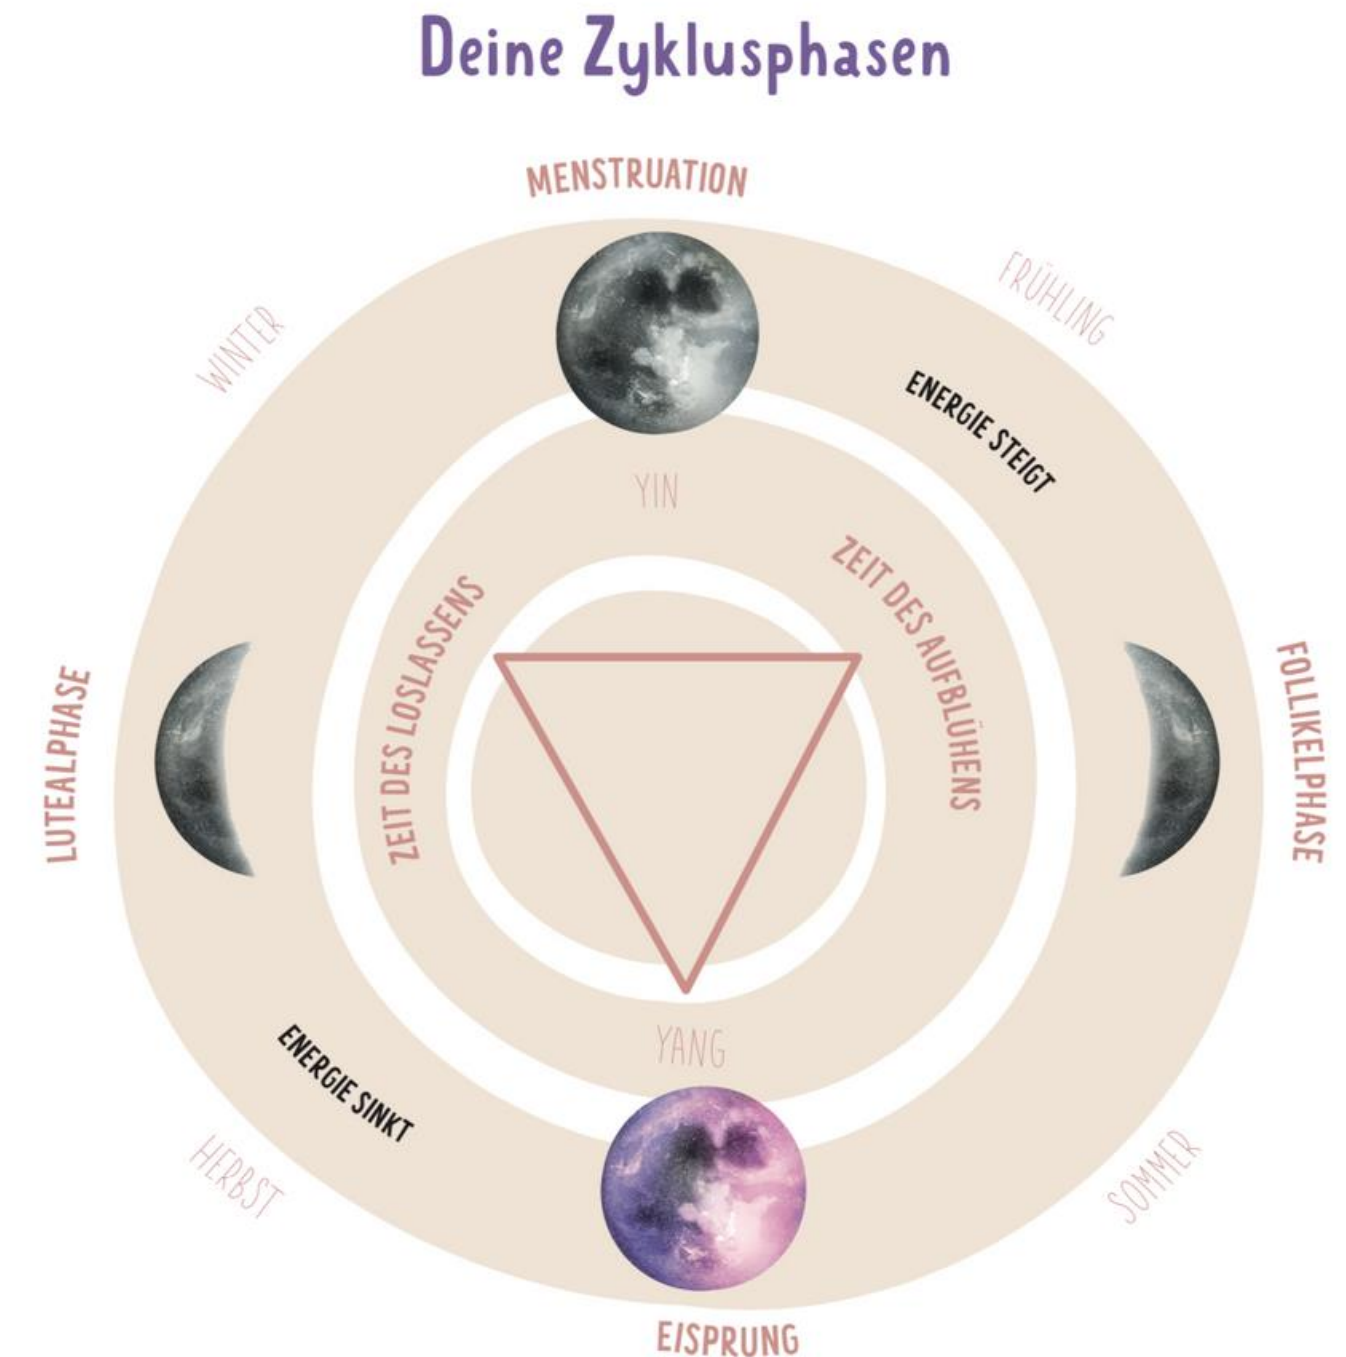 Deine Zyklusphasen
MENSTRUATION
WINTER
FRÜHLING
ENERGIE STEIGT
YIN
ZEIT DES LOSLASSENS
ZEIT DES AUFBLÜHENS
LUTEALPHASE
FOLLIKELPHASE
YANG
ENERGIE SINKT
HERBST
SOMMER
EISPRUNG